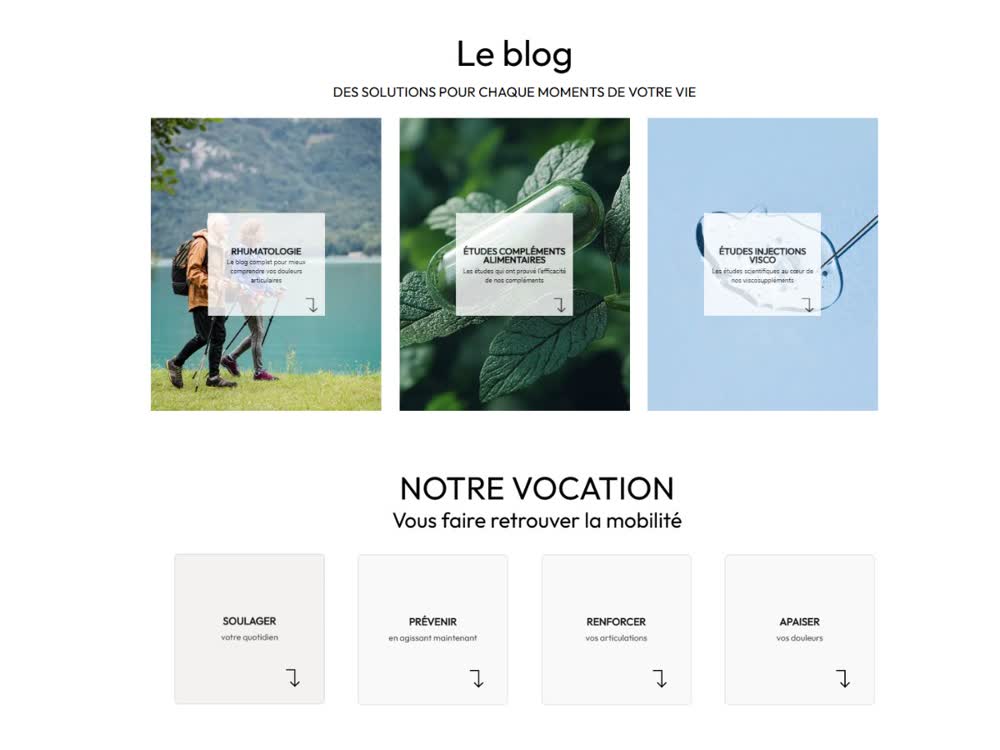 Le blog
DES SOLUTIONS POUR CHAQUE MOMENTS DE VOTRE VIE
RHUMATOLOGIE
Le blog complet pour mieux
comprendre vos douleurs
articulaires
ÉTUDES COMPLÉMENTS
ALIMENTAIRES
Les études qui ont prouvé l'efficacité
de nos compléments
ÉTUDES INJECTIONS
VISCO
Les études scientifiques au cœur de
nos viscosuppléments
NOTRE VOCATION
Vous faire retrouver la mobilité
SOULAGER
votre quotidien
PRÉVENIR
en agissant maintenant
RENFORCER
vos articulations
APAISER
vos douleurs